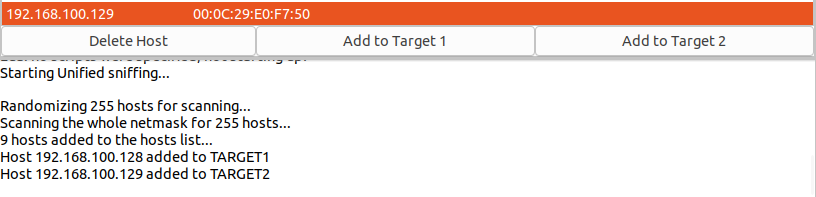 192.168.100.129 00:0C:29:E0:F7:50
Delete Host Add to Target 1 Add to Target 2
Starting Unified sniffing...
Randomizing 255 hosts for scanning...
Scanning the whole netmask for 255 hosts...
9 hosts added to the hosts list...
Host 192.168.100.128 added to TARGET1
Host 192.168.100.129 added to TARGET2